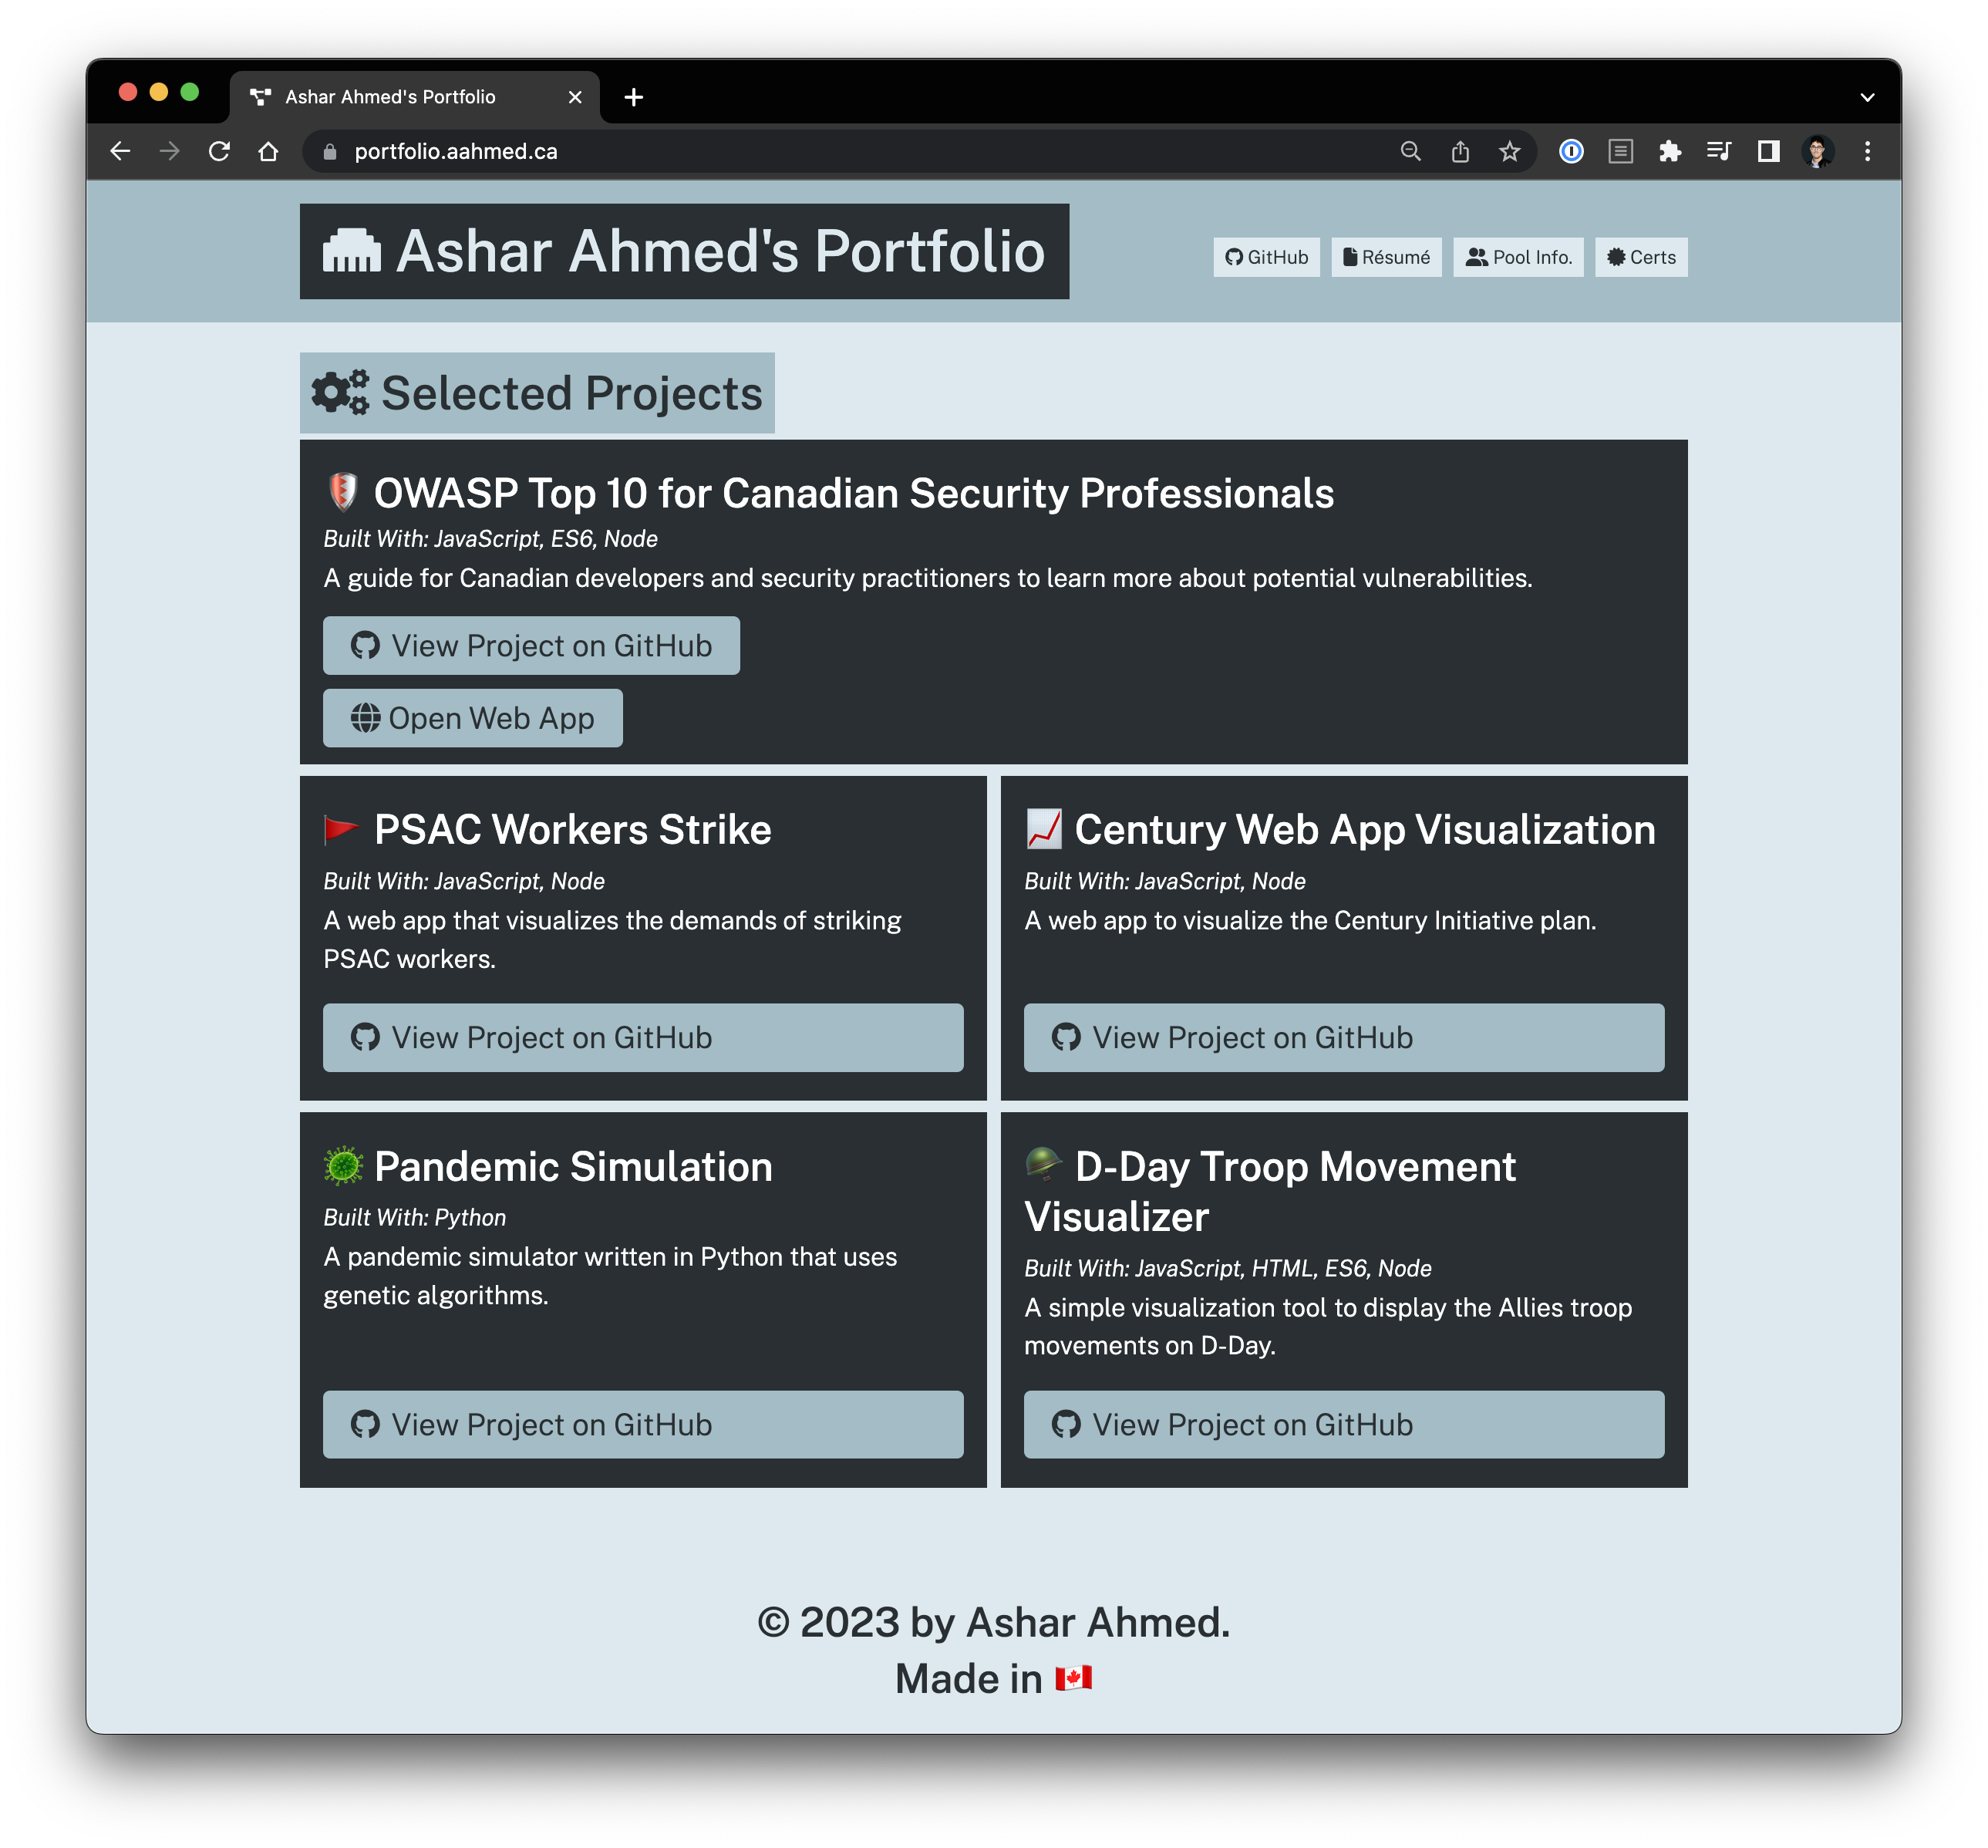 Ashar Ahmed's Portfolio
portfolio.aahmed.ca
Ashar Ahmed's Portfolio
GitHub
Résumé
Pool Info.
Certs
Selected Projects
OWASP Top 10 for Canadian Security Professionals
Built With: JavaScript, ES6, Node
A guide for Canadian developers and security practitioners to learn more about potential vulnerabilities.
View Project on GitHub
Open Web App
PSAC Workers Strike
Built With: JavaScript, Node
A web app that visualizes the demands of striking
PSAC workers.
View Project on GitHub
Century Web App Visualization
Built With: JavaScript, Node
A web app to visualize the Century Initiative plan.
View Project on GitHub
Pandemic Simulation
Built With: Python
A pandemic simulator written in Python that uses
genetic algorithms.
View Project on GitHub
D-Day Troop Movement
Visualizer
Built With: JavaScript, HTML, ES6, Node
A simple visualization tool to display the Allies troop
movements on D-Day.
View Project on GitHub
© 2023 by Ashar Ahmed.
Made in 🇨🇦